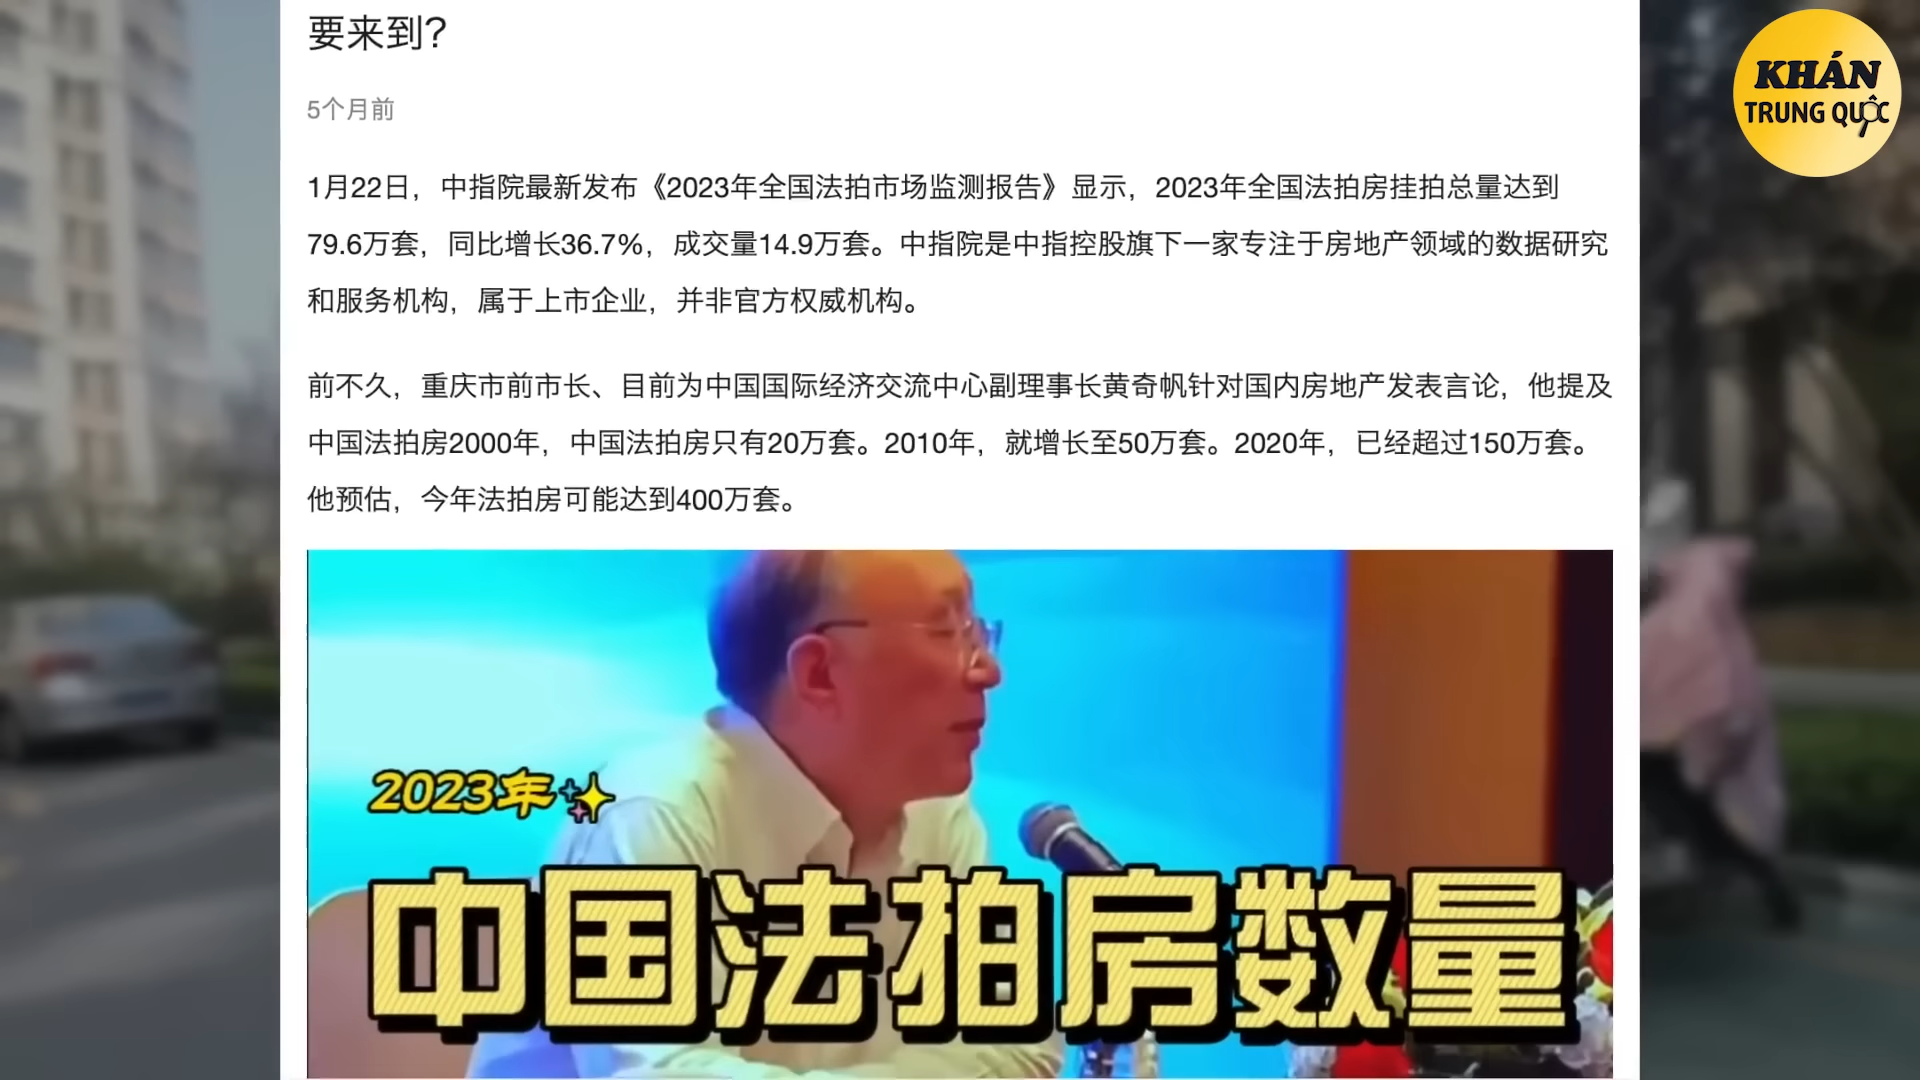 要来到?
KHÁN
TRUNG QUỐC
5个月前
1月22日，中指院最新发布《2023年全国法拍市场监测报告》显示，2023年全国法拍房挂拍总量达到
79.6万套，同比增长36.7%，成交量14.9万套。中指院是中指控股旗下一家专注于房地产领域的数据研究
和服务机构，属于上市企业，并非官方权威机构。
前不久，重庆市前市长、目前为中国国际经济交流中心副理事长黄奇帆针对国内房地产发表言论，他提及
中国法拍房2000年，中国法拍房只有20万套。2010年，就增长至50万套。2020年，已经超过150万套。
他预估，今年法拍房可能达到400万套。
2023年
中国法拍房数量